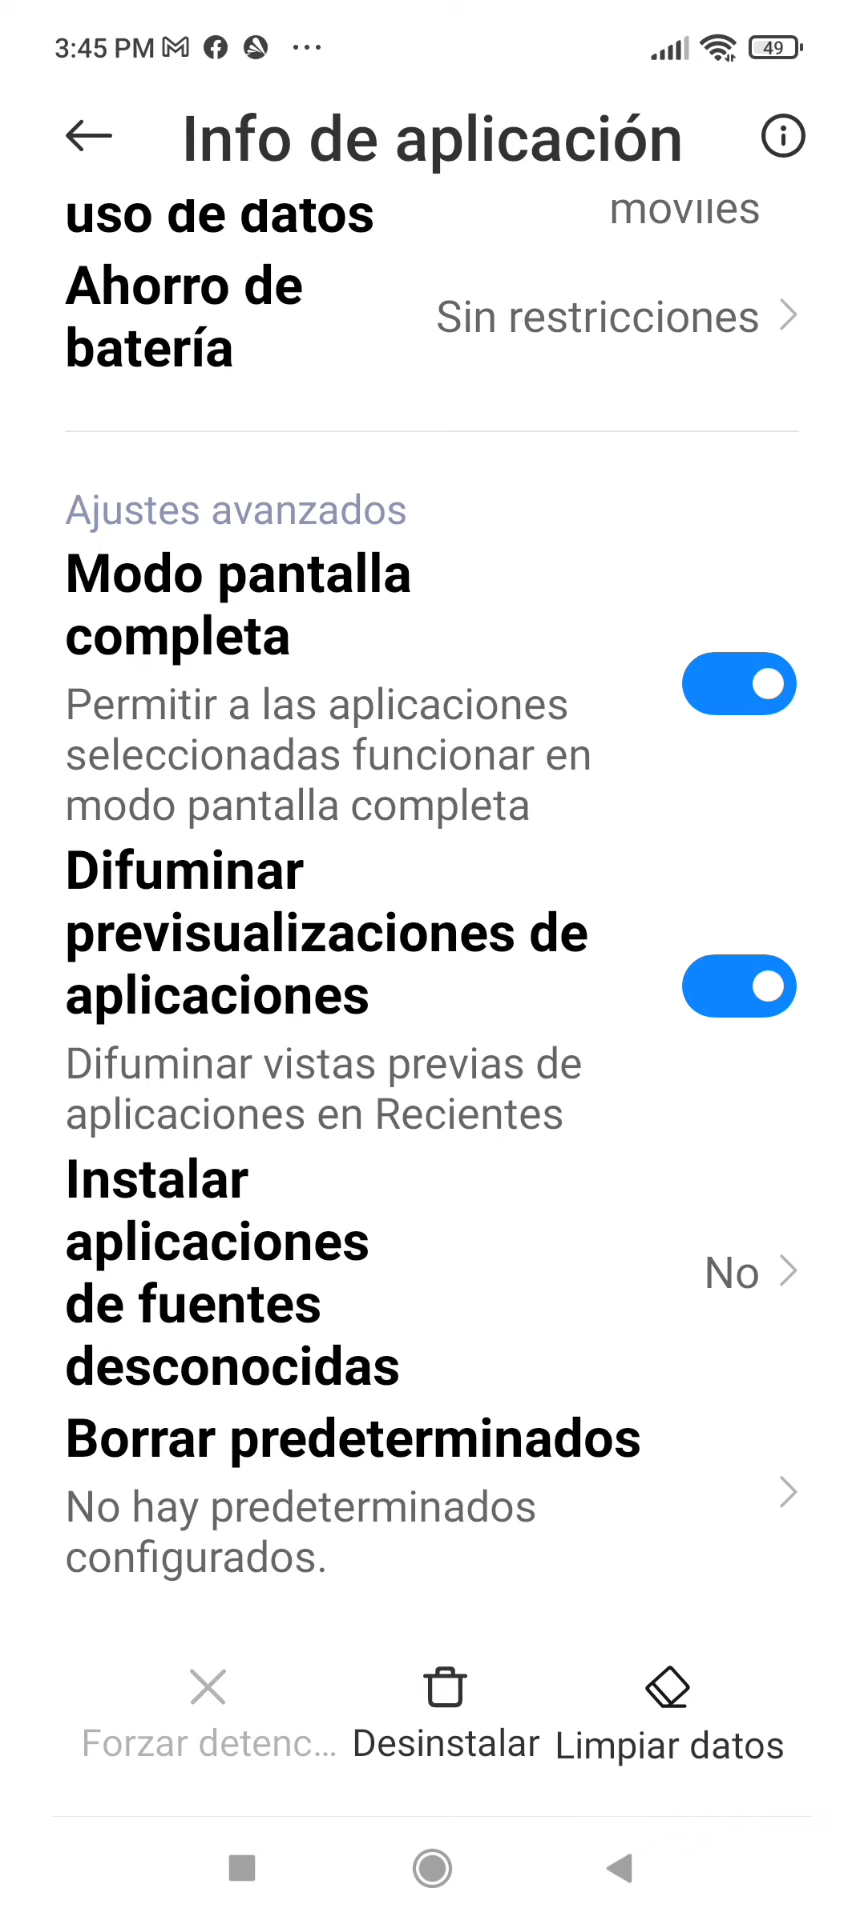 3:45 PM
49
Info de aplicación
uso de datos
móviles
Ahorro de
batería
Sin restricciones
Ajustes avanzados
Modo pantalla
completa
Permitir a las aplicaciones
seleccionadas funcionar en
modo pantalla completa
Difuminar
previsualizaciones de
aplicaciones
Difuminar vistas previas de
aplicaciones en Recientes
Instalar
aplicaciones
de fuentes
desconocidas
No
Borrar predeterminados
No hay predeterminados
configurados.
Forzar detenc...
Desinstalar
Limpiar datos